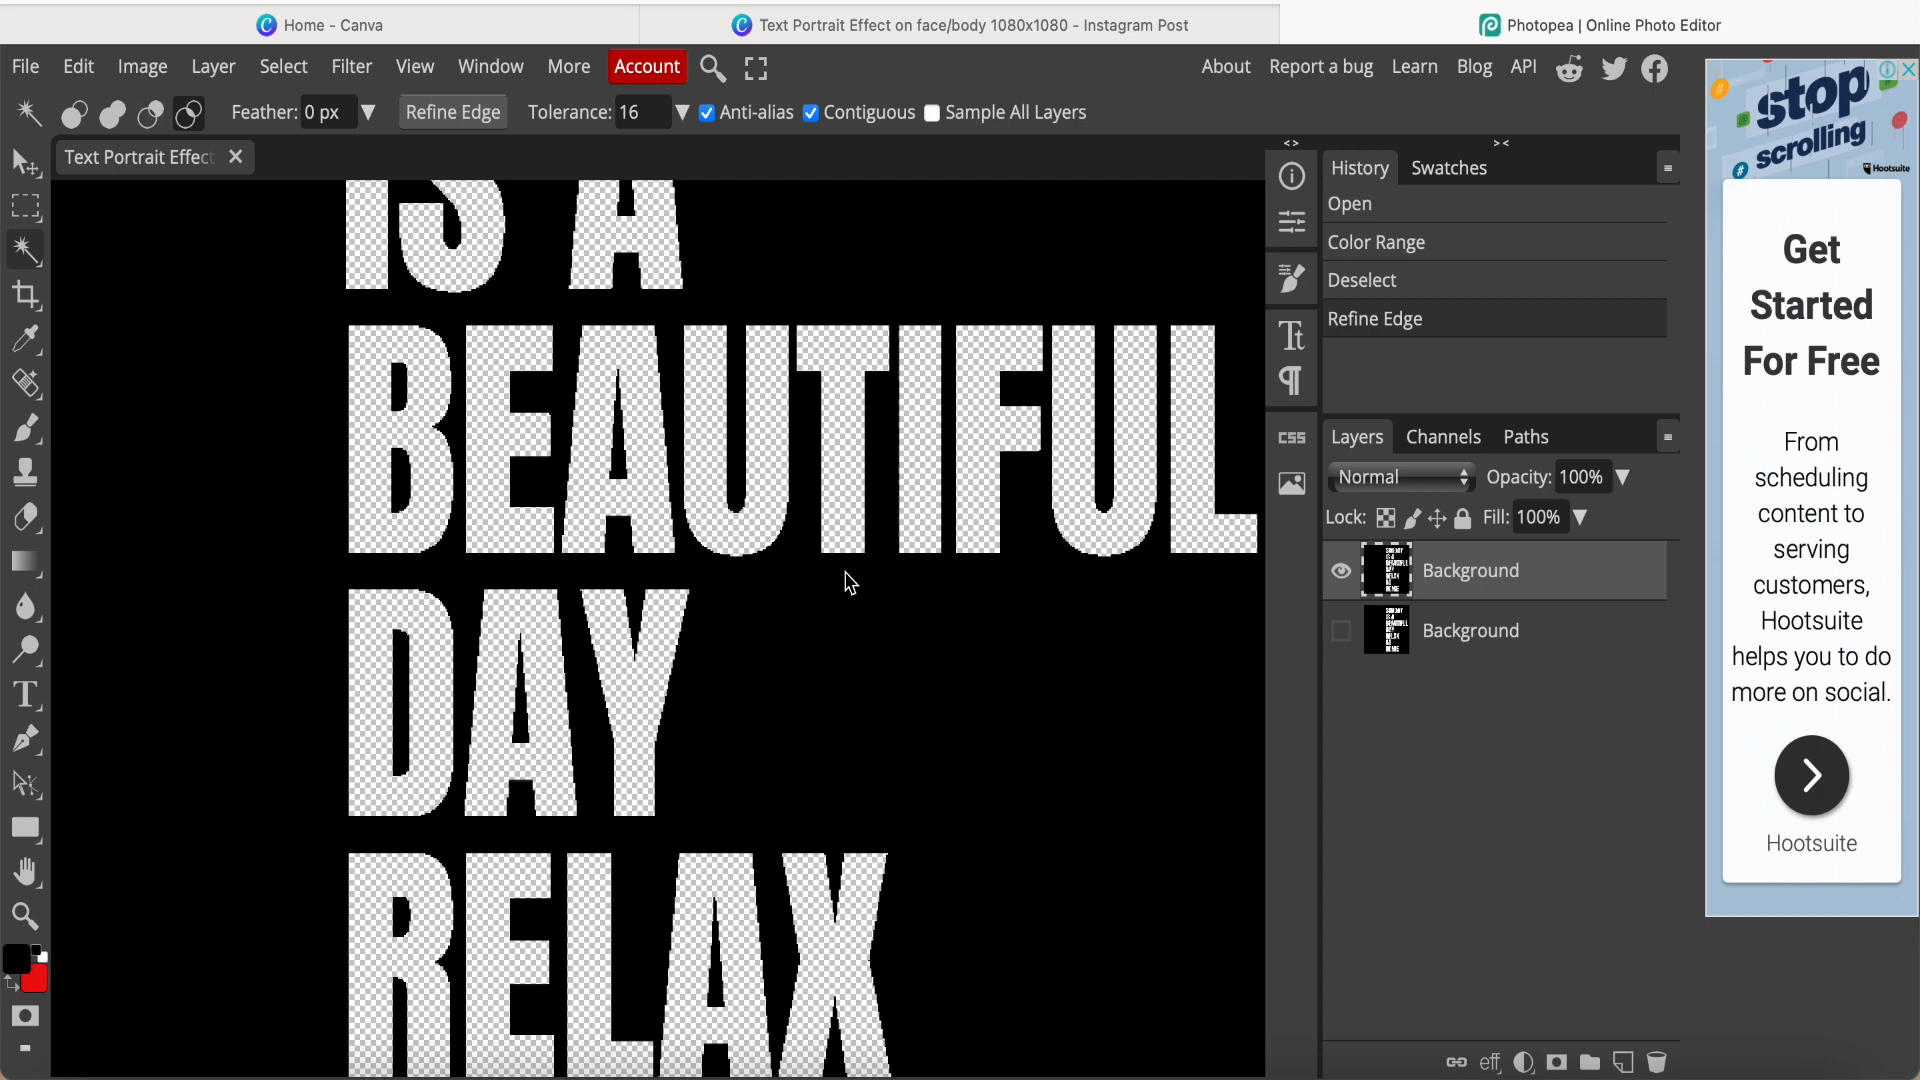 Home - Canva
Text Portrait Effect on face/body 1080x1080 - Instagram Post
Photopea | Online Photo Editor
File Edit Image Layer Select Filter View Window More Account
About Report a bug Learn Blog API
Feather: 0 px Refine Edge Tolerance: 16 Anti-alias Contiguous Sample All Layers
Text Portrait Effect
IS A
BEAUTIFUL
DAY
RELAX
< >
> <
History Swatches
Open
Color Range
Deselect
Refine Edge
CSS
Layers Channels Paths
Normal Opacity: 100%
Lock: Fill: 100%
Background
Background
eff
stop
scrolling
Hootsuite
Get
Started
For Free
From
scheduling
content to
serving
customers,
Hootsuite
helps you to do
more on social.
Hootsuite